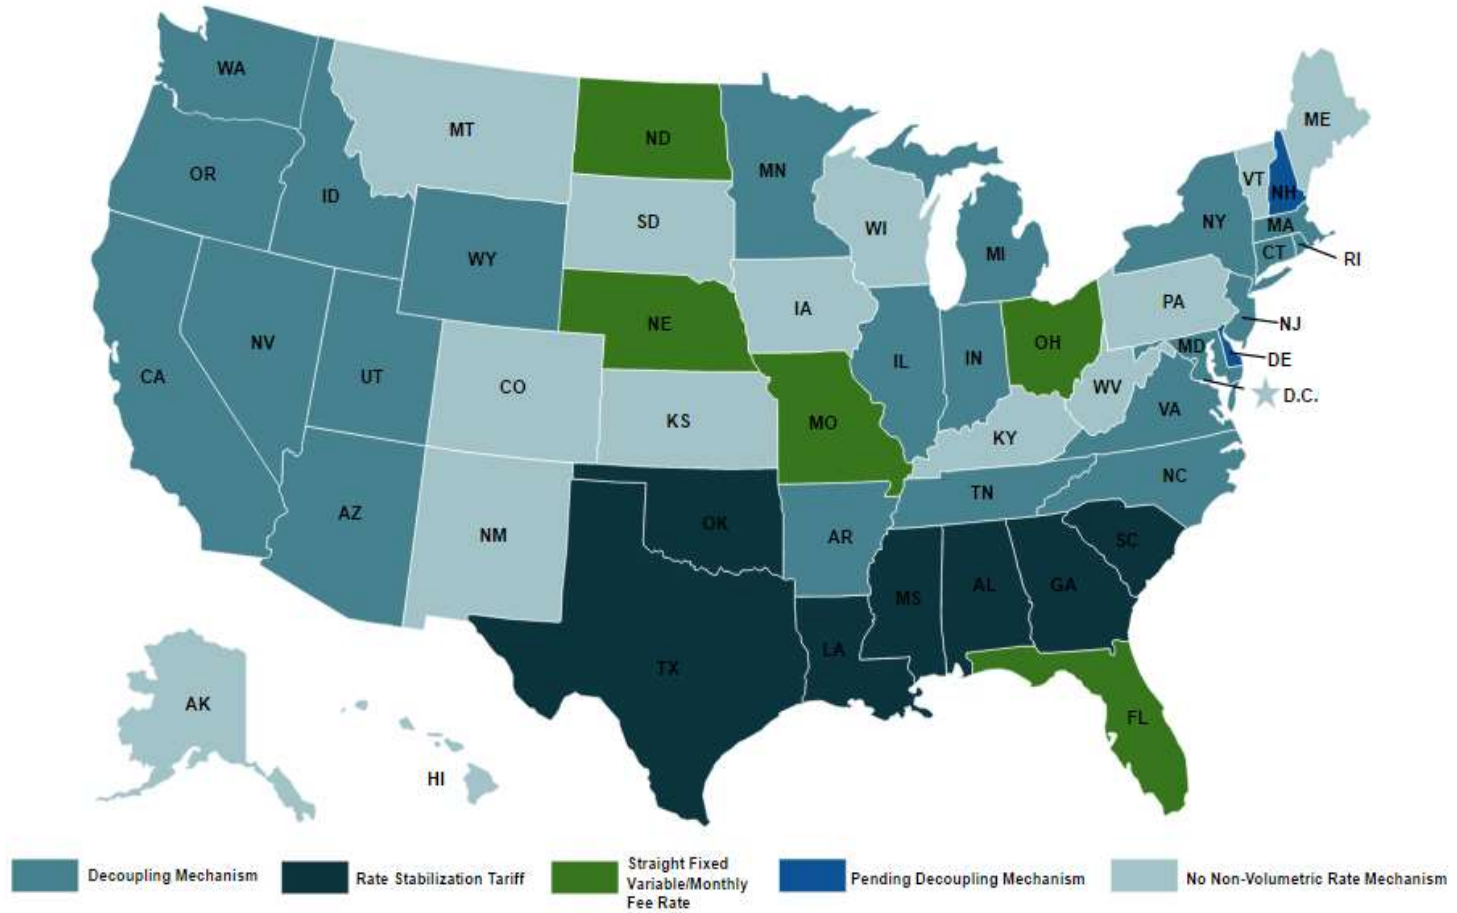 WA
MT
ND
MN
ME
OR
ID
SD
WI
MI
VT
NH
NY
MA
CT
RI
WY
NE
IA
PA
NJ
CA
NV
UT
CO
KS
MO
IL
IN
OH
WV
MD
DE
D.C.
VA
KY
AZ
NM
OK
AR
TN
NC
TX
LA
MS
AL
GA
SC
FL
AK
HI
Decoupling Mechanism
Rate Stabilization Tariff
Straight Fixed
Variable/Monthly
Fee Rate
Pending Decoupling Mechanism
No Non-Volumetric Rate Mechanism